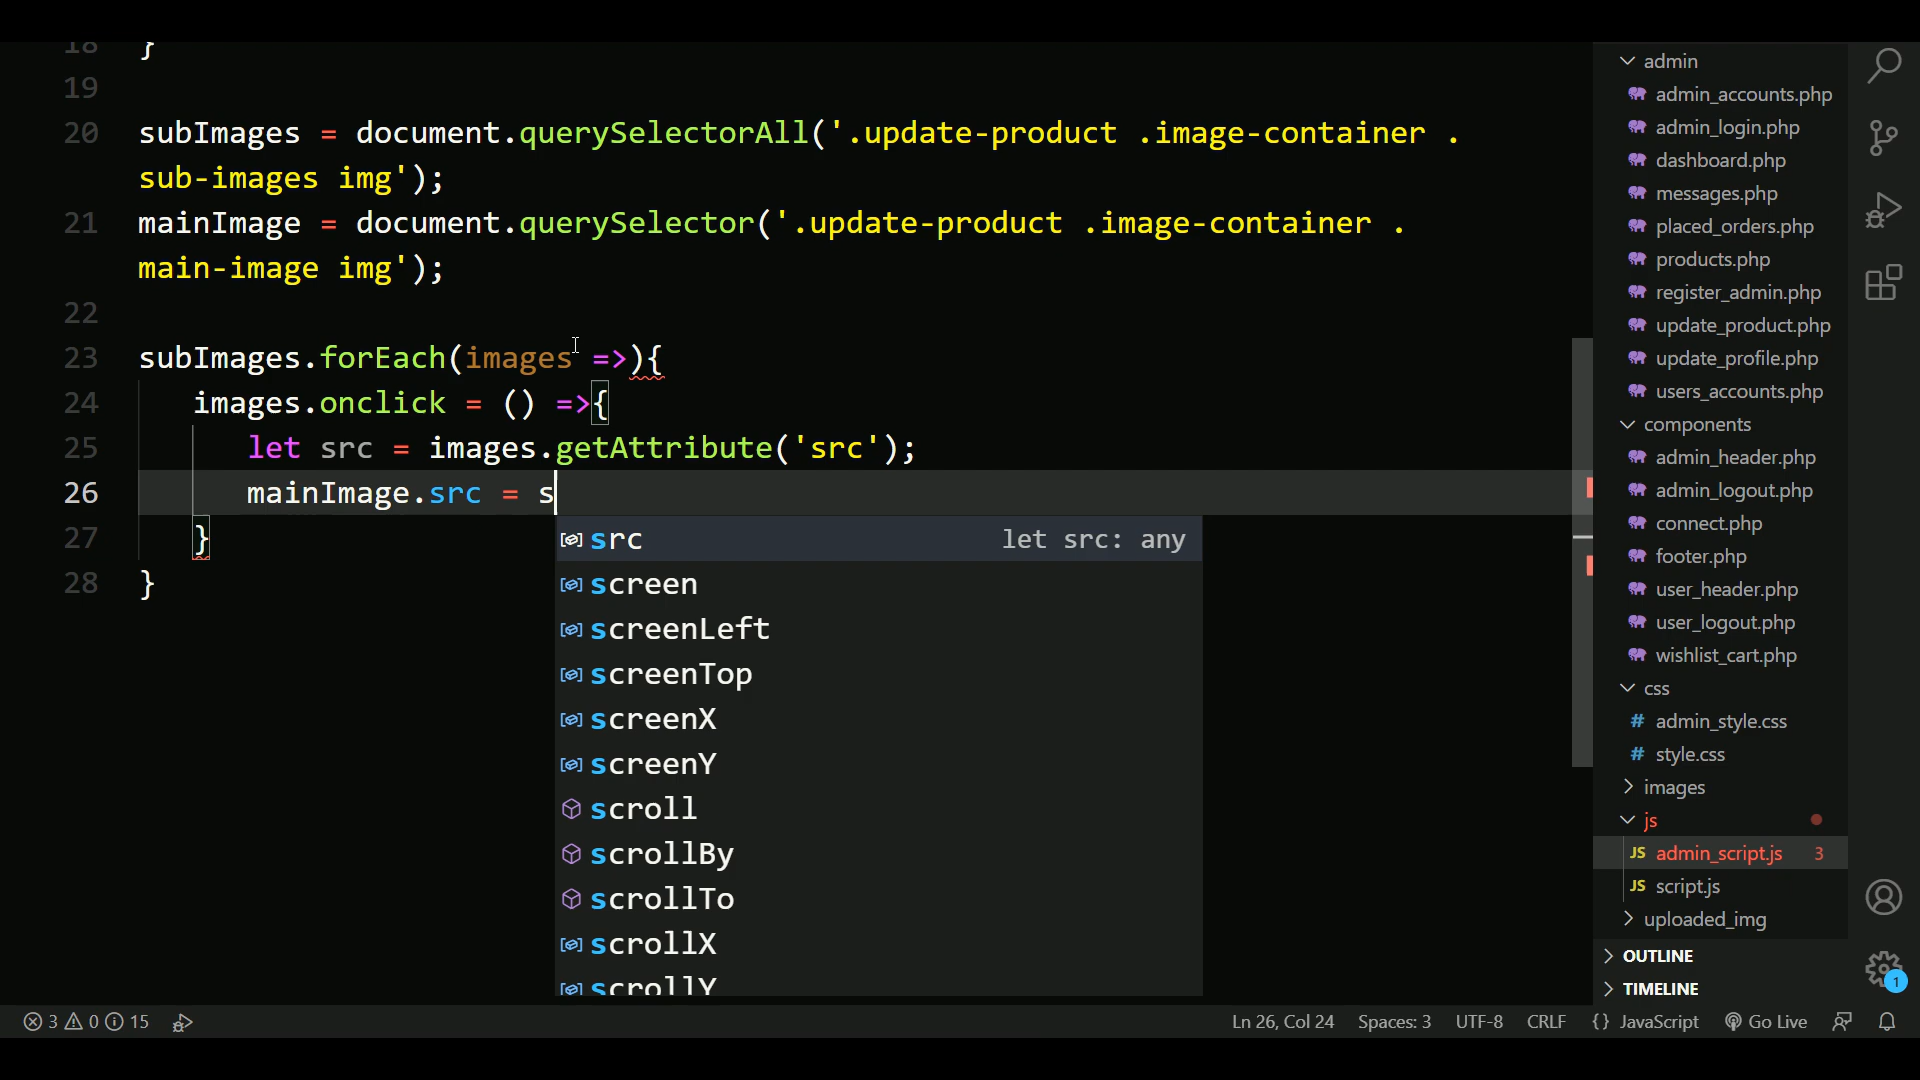 18 }
19
20 subImages = document.querySelectorAll('.update-product .image-container .
sub-images img');
21 mainImage = document.querySelector('.update-product .image-container .
main-image img');
22
23 subImages.forEach(images =>){
24 images.onclick = () =>{
25 let src = images.getAttribute('src');
26 mainImage.src = s
27 }
28 }
src let src: any
screen
screenLeft
screenTop
screenX
screenY
scroll
scrollBy
scrollTo
scrollX
scrollY
admin
admin_accounts.php
admin_login.php
dashboard.php
messages.php
placed_orders.php
products.php
register_admin.php
update_product.php
update_profile.php
users_accounts.php
components
admin_header.php
admin_logout.php
connect.php
footer.php
user_header.php
user_logout.php
wishlist_cart.php
css
# admin_style.css
# style.css
images
js
JS admin_script.js 3
JS script.js
uploaded_img
OUTLINE
TIMELINE
1
3 0 15 Ln 26, Col 24 Spaces: 3 UTF-8 CRLF {} JavaScript Go Live